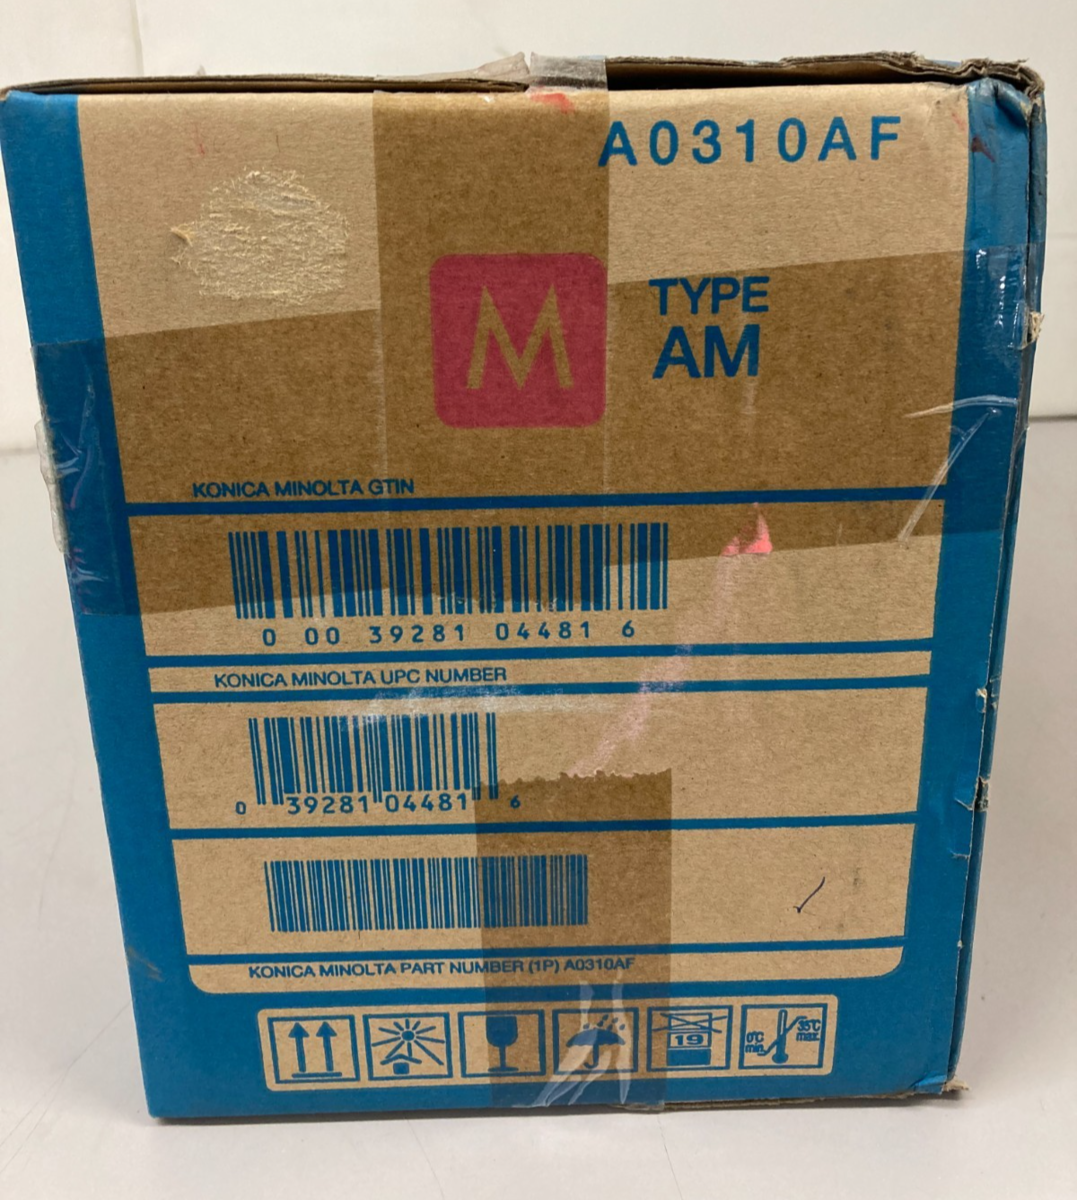 A0310AF
M
TYPE
AM
KONICA MINOLTA GTIN
0 00 39281 04481 6
KONICA MINOLTA UPC NUMBER
0 39281 04481 6
KONICA MINOLTA PART NUMBER (1P) A0310AF
19
0°C
min.
35°C
max.